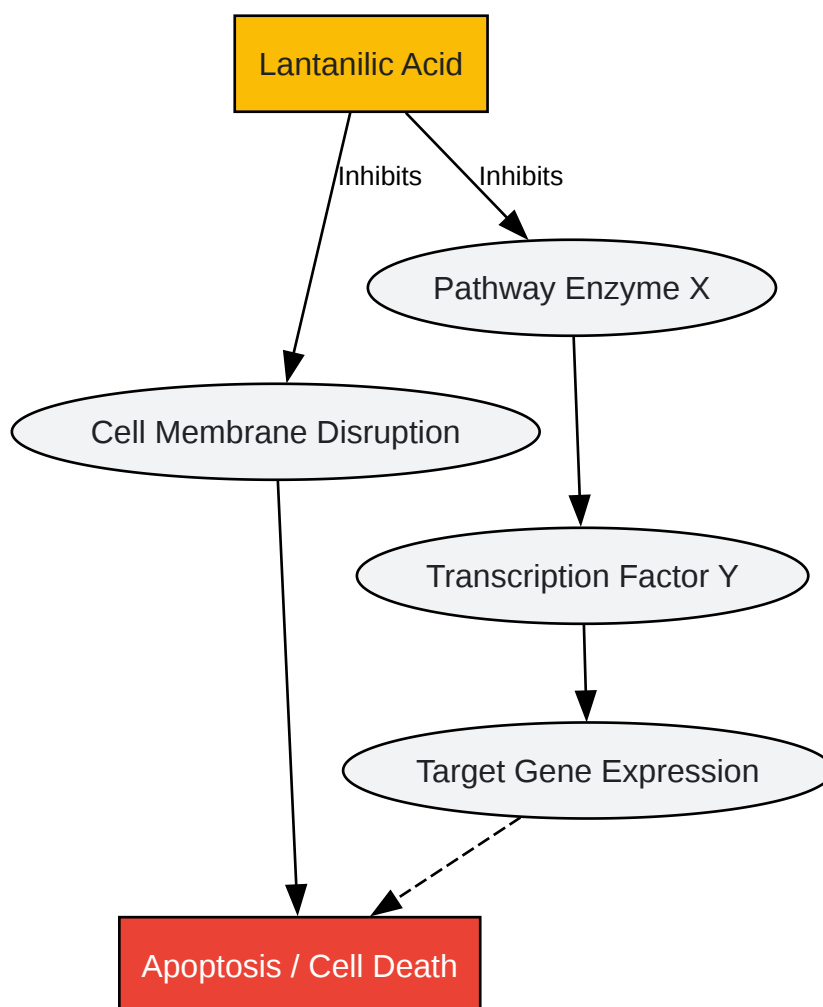 Lantanilic Acid
Inhibits
Inhibits
Pathway Enzyme X
Cell Membrane Disruption
Transcription Factor Y
Target Gene Expression
Apoptosis / Cell Death